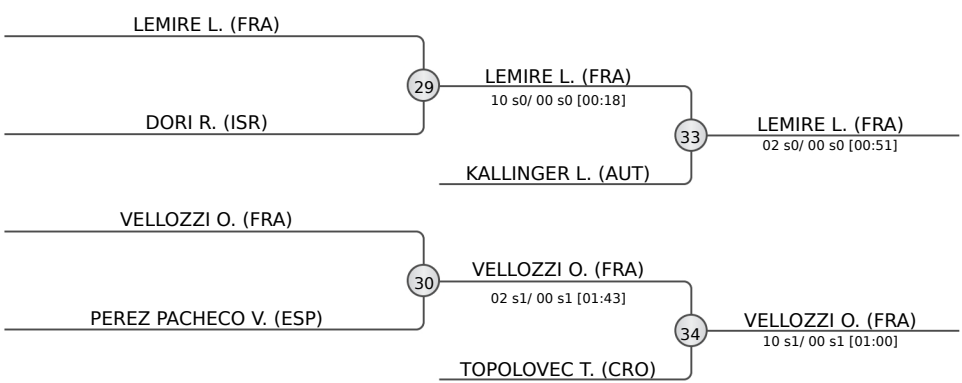 LEMIRE L. (FRA)
29
LEMIRE L. (FRA)
10 s0/ 00 s0 [00:18]
DORI R. (ISR)
33
LEMIRE L. (FRA)
02 s0/ 00 s0 [00:51]
KALLINGER L. (AUT)
VELLOZZI O. (FRA)
30
VELLOZZI O. (FRA)
02 s1/ 00 s1 [01:43]
PEREZ PACHECO V. (ESP)
34
VELLOZZI O. (FRA)
10 s1/ 00 s1 [01:00]
TOPOLOVEC T. (CRO)